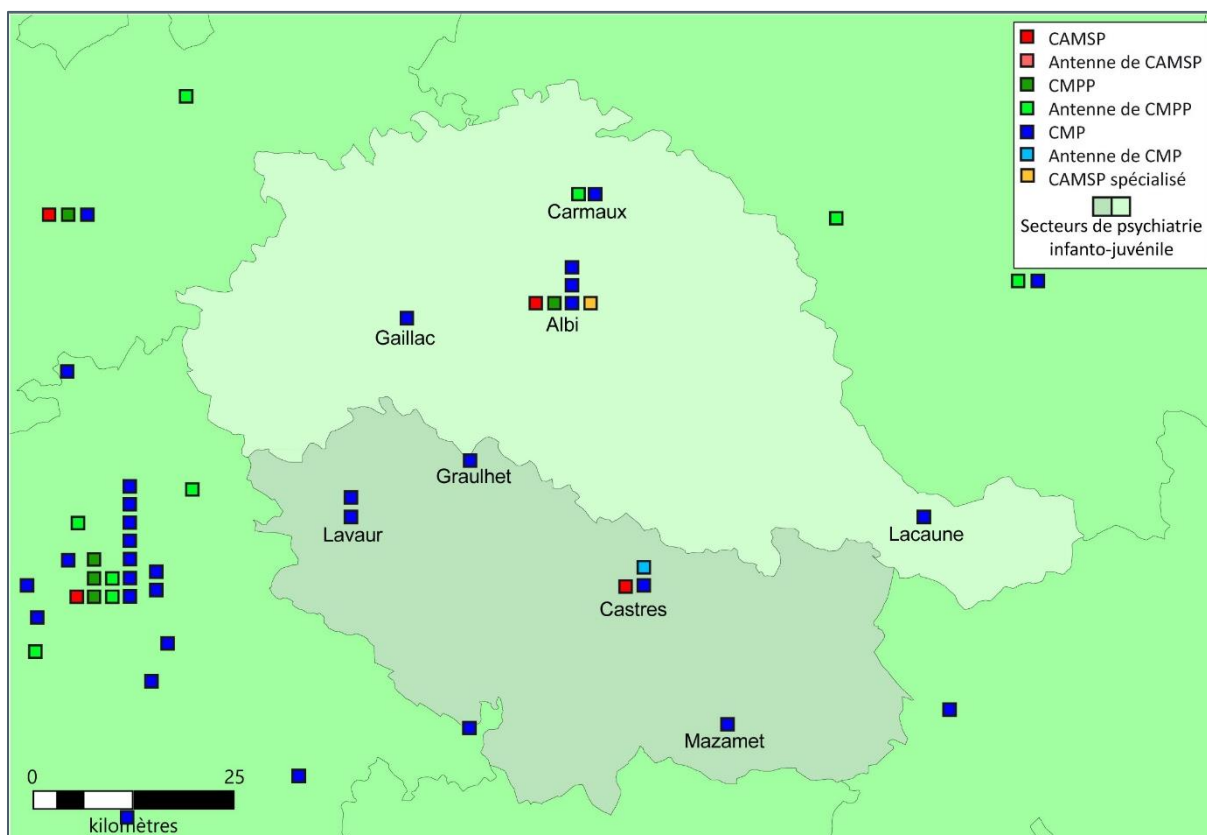 CAMSP
Antenne de CAMSP
CMPP
Antenne de CMPP
CMP
Antenne de CMP
CAMSP spécialisé
Secteurs de psychiatrie
infanto-juvénile
Carmaux
Albi
Gaillac
Graulhet
Lavaur
Lacaune
Castres
Mazamet
0 25
kilomètres